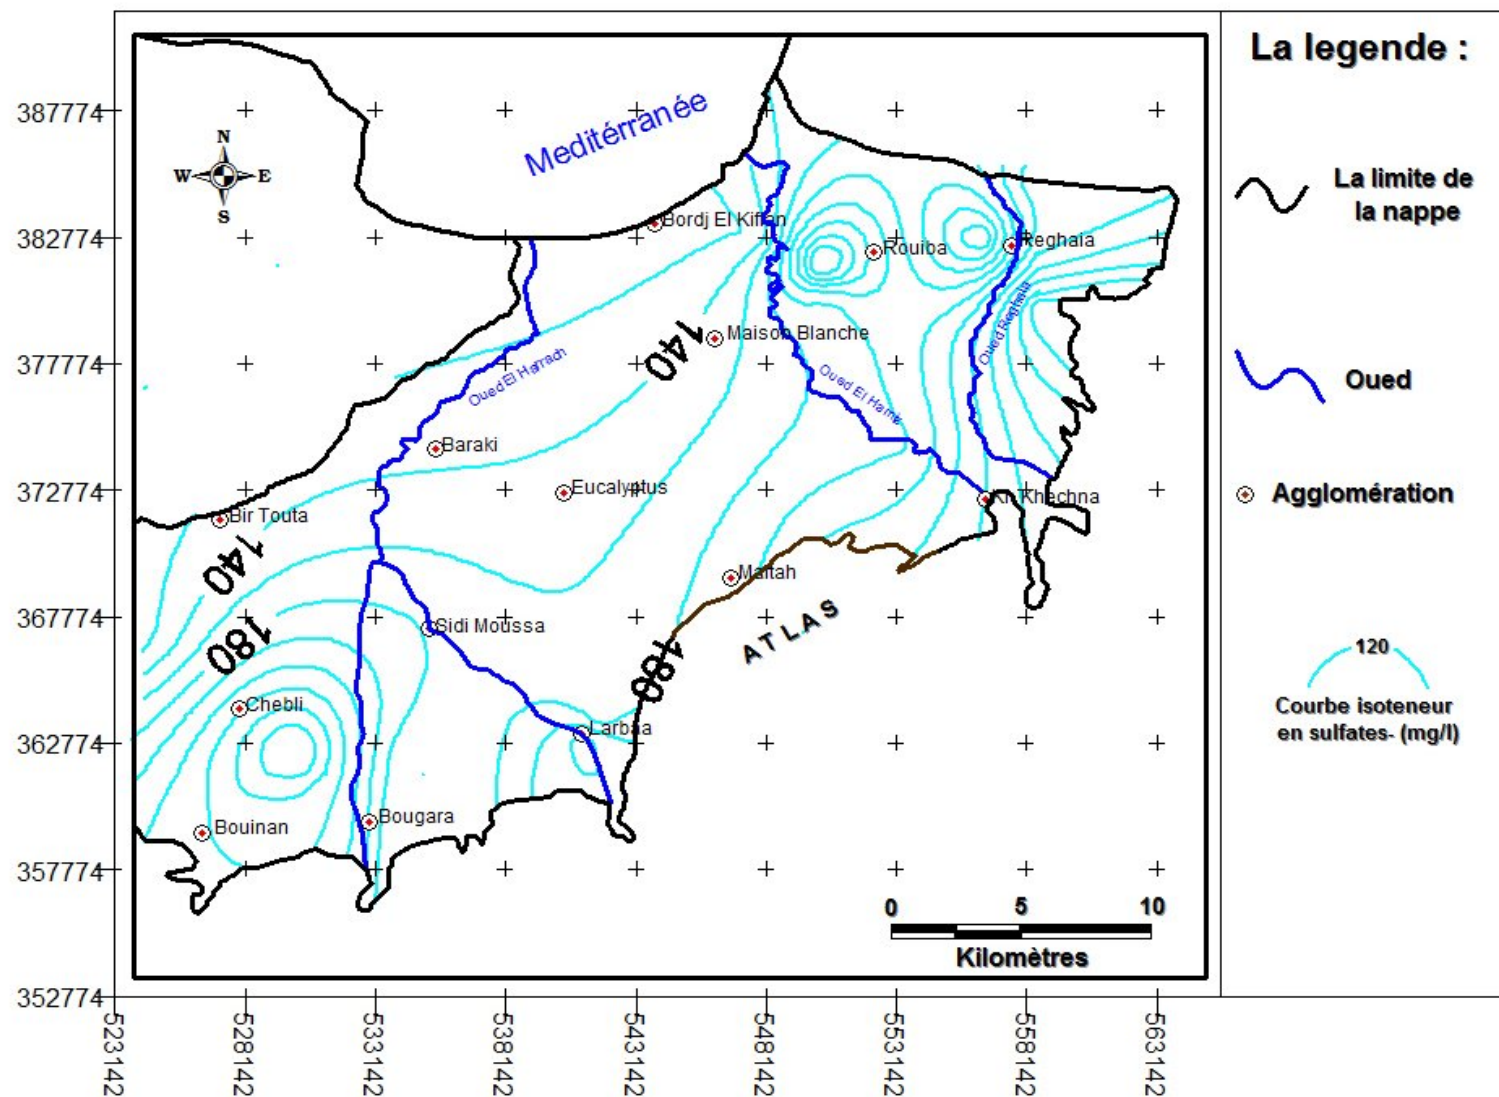 La legende :
La limite de
la nappe
Oued
Agglomération
120
Courbe isoteneur
en sulfates- (mg/l)
387774
382774
377774
372774
367774
362774
357774
352774
523142
528142
533142
538142
543142
548142
553142
558142
563142
N
W
E
S
Meditérranée
Bordj El Kiffan
Rouiba
Reghaia
Maison Blanche
140
Oued El Harrach
Oued El Hamiz
Oued Reghaia
Baraki
Eucalyptus
Khechna
Bir Touta
140
Maftah
ATLAS
Sidi Moussa
180
180
Chebli
Larbaa
Bougara
Bouinan
0
5
10
Kilomètres